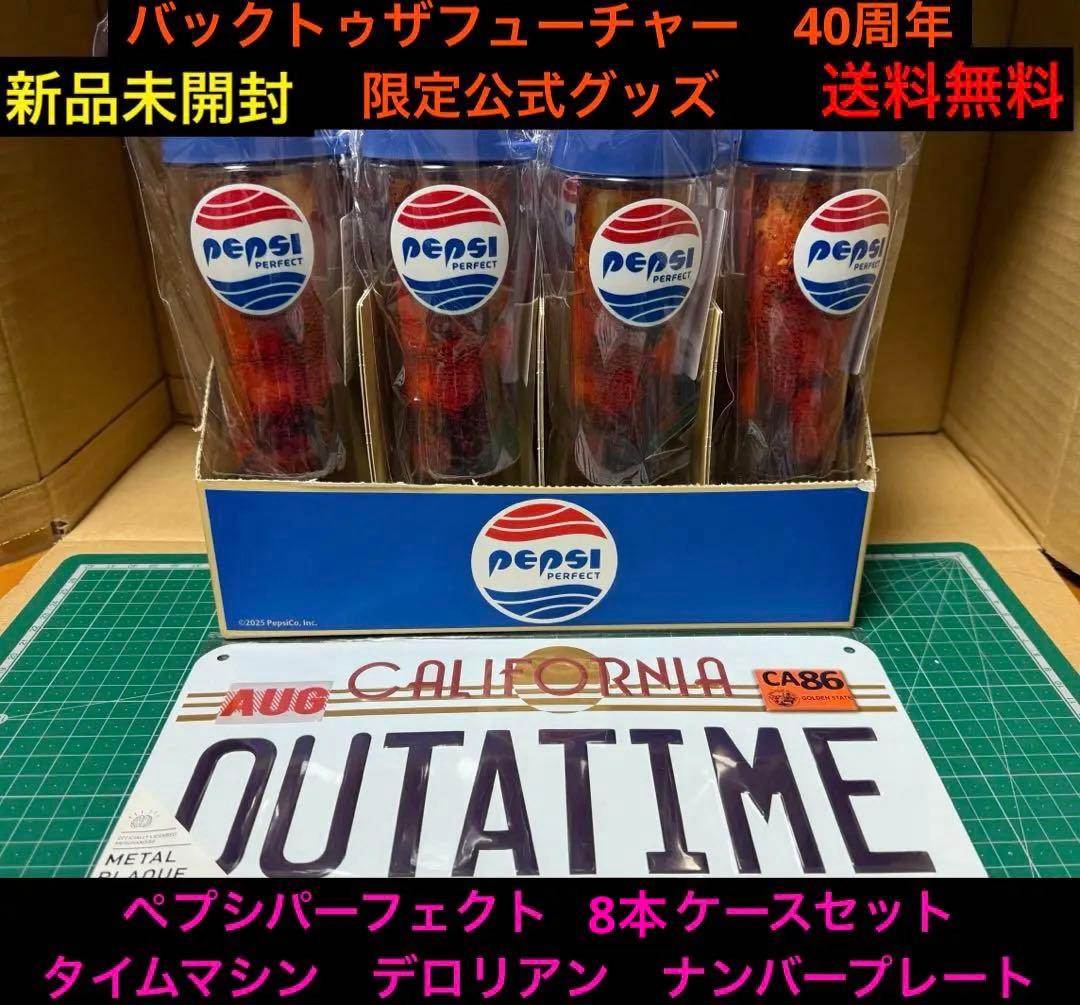 バックトゥザフューチャー 40周年
新品未開封 限定公式グッズ 送料無料
PEPSI PERFECT
PEPSI PERFECT
PEPSI PERFECT
PEPSI PERFECT
PEPSI PERFECT
©2025 PepsiCo, Inc.
CALIFORNIA
AUG
CA86
GOLDEN STATE
OUTATIME
OFFICIALLY LICENSED
MERCHANDISE
METAL
PLAQUE
ペプシパーフェクト 8本ケースセット
タイムマシン デロリアン ナンバープレート